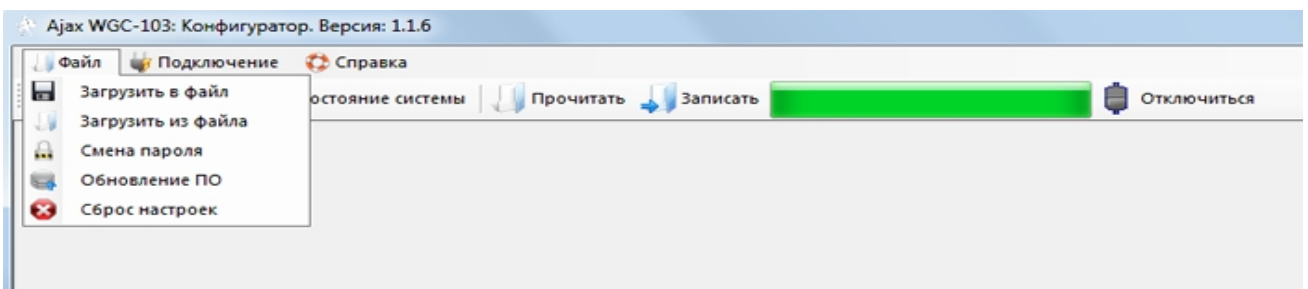 Ajax WGC-103: Конфигуратор. Версия: 1.1.6
Файл Подключение Справка
остояние системы Прочитать Записать Отключиться
Загрузить в файл
Загрузить из файла
Смена пароля
Обновление ПО
Сброс настроек